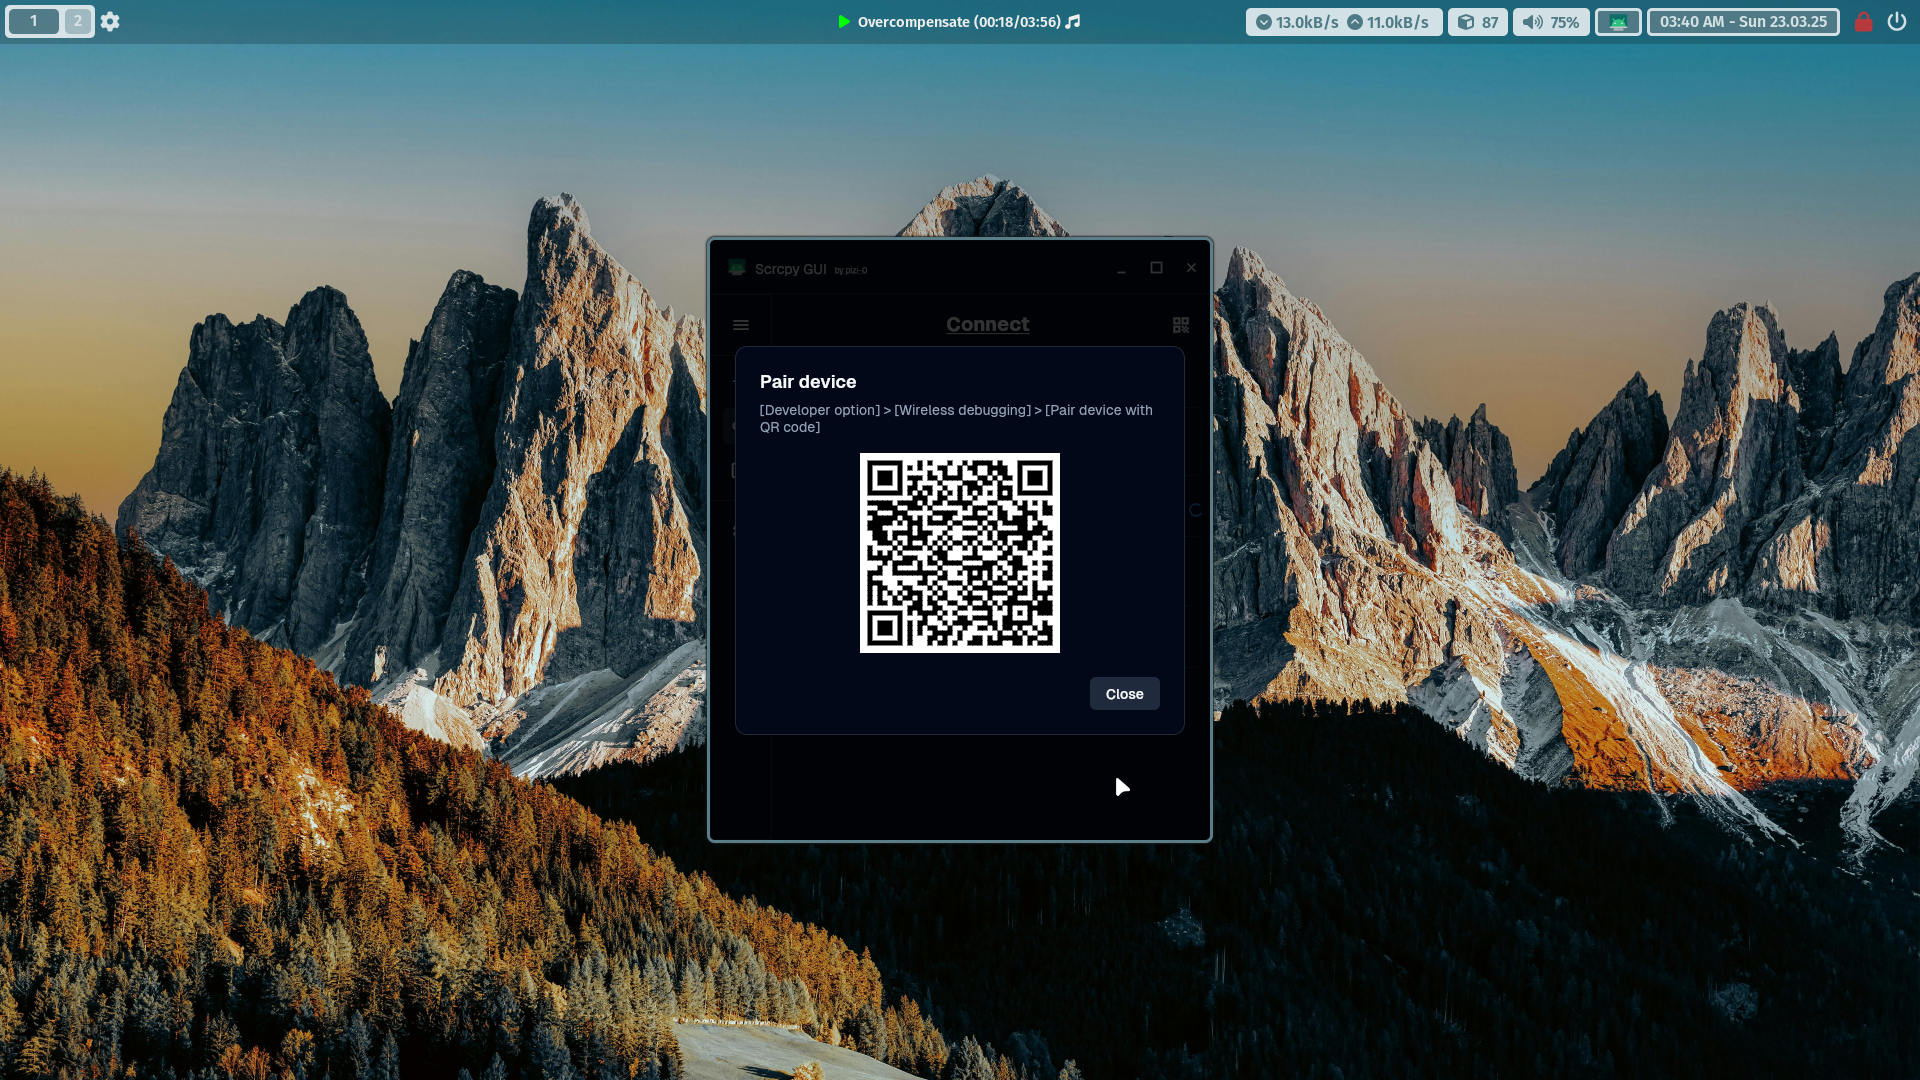 1
2
Overcompensate (00:18/03:56)
13.0kB/s 11.0kB/s
87
75%
03:40 AM - Sun 23.03.25
Scrcpy GUI by pizi-0
Connect
Pair device
[Developer option] > [Wireless debugging] > [Pair device with
QR code]
Close